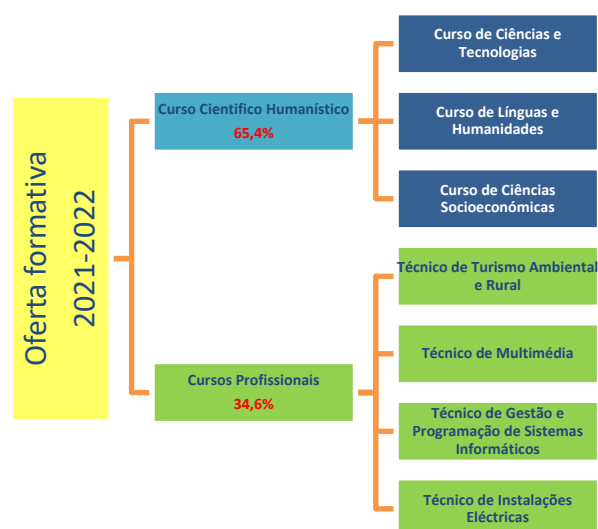 Oferta formativa
2021-2022
Curso Cientifico Humanístico
65,4%
Curso de Ciências e
Tecnologias
Curso de Línguas e
Humanidades
Curso de Ciências
Socioeconómicas
Cursos Profissionais
34,6%
Técnico de Turismo Ambiental
e Rural
Técnico de Multimédia
Técnico de Gestão e
Programação de Sistemas
Informáticos
Técnico de Instalações
Eléctricas